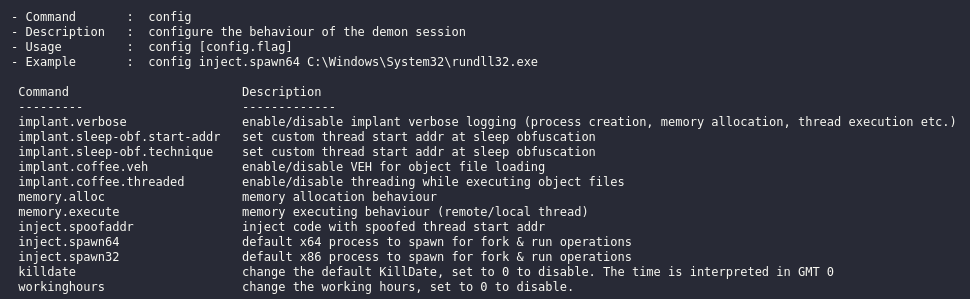 - Command       :  config
- Description   :  configure the behaviour of the demon session
- Usage         :  config [config.flag]
- Example       :  config inject.spawn64 C:\Windows\System32\rundll32.exe

 Command                        Description
 ---------                      -------------
 implant.verbose                enable/disable implant verbose logging (process creation, memory allocation, thread execution etc.)
 implant.sleep-obf.start-addr   set custom thread start addr at sleep obfuscation
 implant.sleep-obf.technique    set custom thread start addr at sleep obfuscation
 implant.coffee.veh             enable/disable VEH for object file loading
 implant.coffee.threaded        enable/disable threading while executing object files
 memory.alloc                   memory allocation behaviour
 memory.execute                 memory executing behaviour (remote/local thread)
 inject.spoofaddr               inject code with spoofed thread start addr
 inject.spawn64                 default x64 process to spawn for fork & run operations
 inject.spawn32                 default x86 process to spawn for fork & run operations
 killdate                       change the default KillDate, set to 0 to disable. The time is interpreted in GMT 0
 workinghours                   change the working hours, set to 0 to disable.